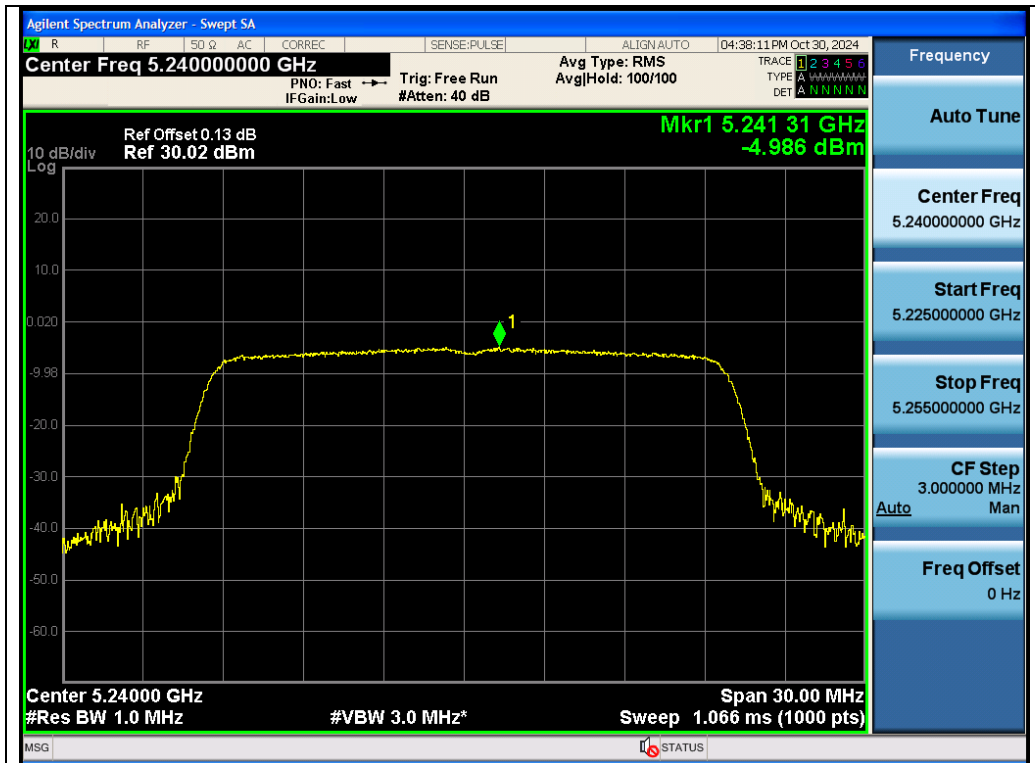 Agilent Spectrum Analyzer - Swept SA
LXI R RF 50 Ω AC CORREC SENSE:PULSE ALIGN AUTO 04:38:11 PM Oct 30, 2024
Center Freq 5.240000000 GHz
PNO: Fast
IFGain:Low
Trig: Free Run
#Atten: 40 dB
Avg Type: RMS
Avg|Hold: 100/100
TRACE 1 2 3 4 5 6
TYPE A WWWWW
DET A N N N N N
Ref Offset 0.13 dB
10 dB/div Ref 30.02 dBm
Log
Mkr1 5.241 31 GHz
-4.986 dBm
20.0
10.0
0.020
-9.98
-20.0
-30.0
-40.0
-50.0
-60.0
1
Center 5.24000 GHz Span 30.00 MHz
#Res BW 1.0 MHz #VBW 3.0 MHz* Sweep 1.066 ms (1000 pts)
MSG STATUS
Frequency
Auto Tune
Center Freq
5.240000000 GHz
Start Freq
5.225000000 GHz
Stop Freq
5.255000000 GHz
CF Step
3.000000 MHz
Auto Man
Freq Offset
0 Hz